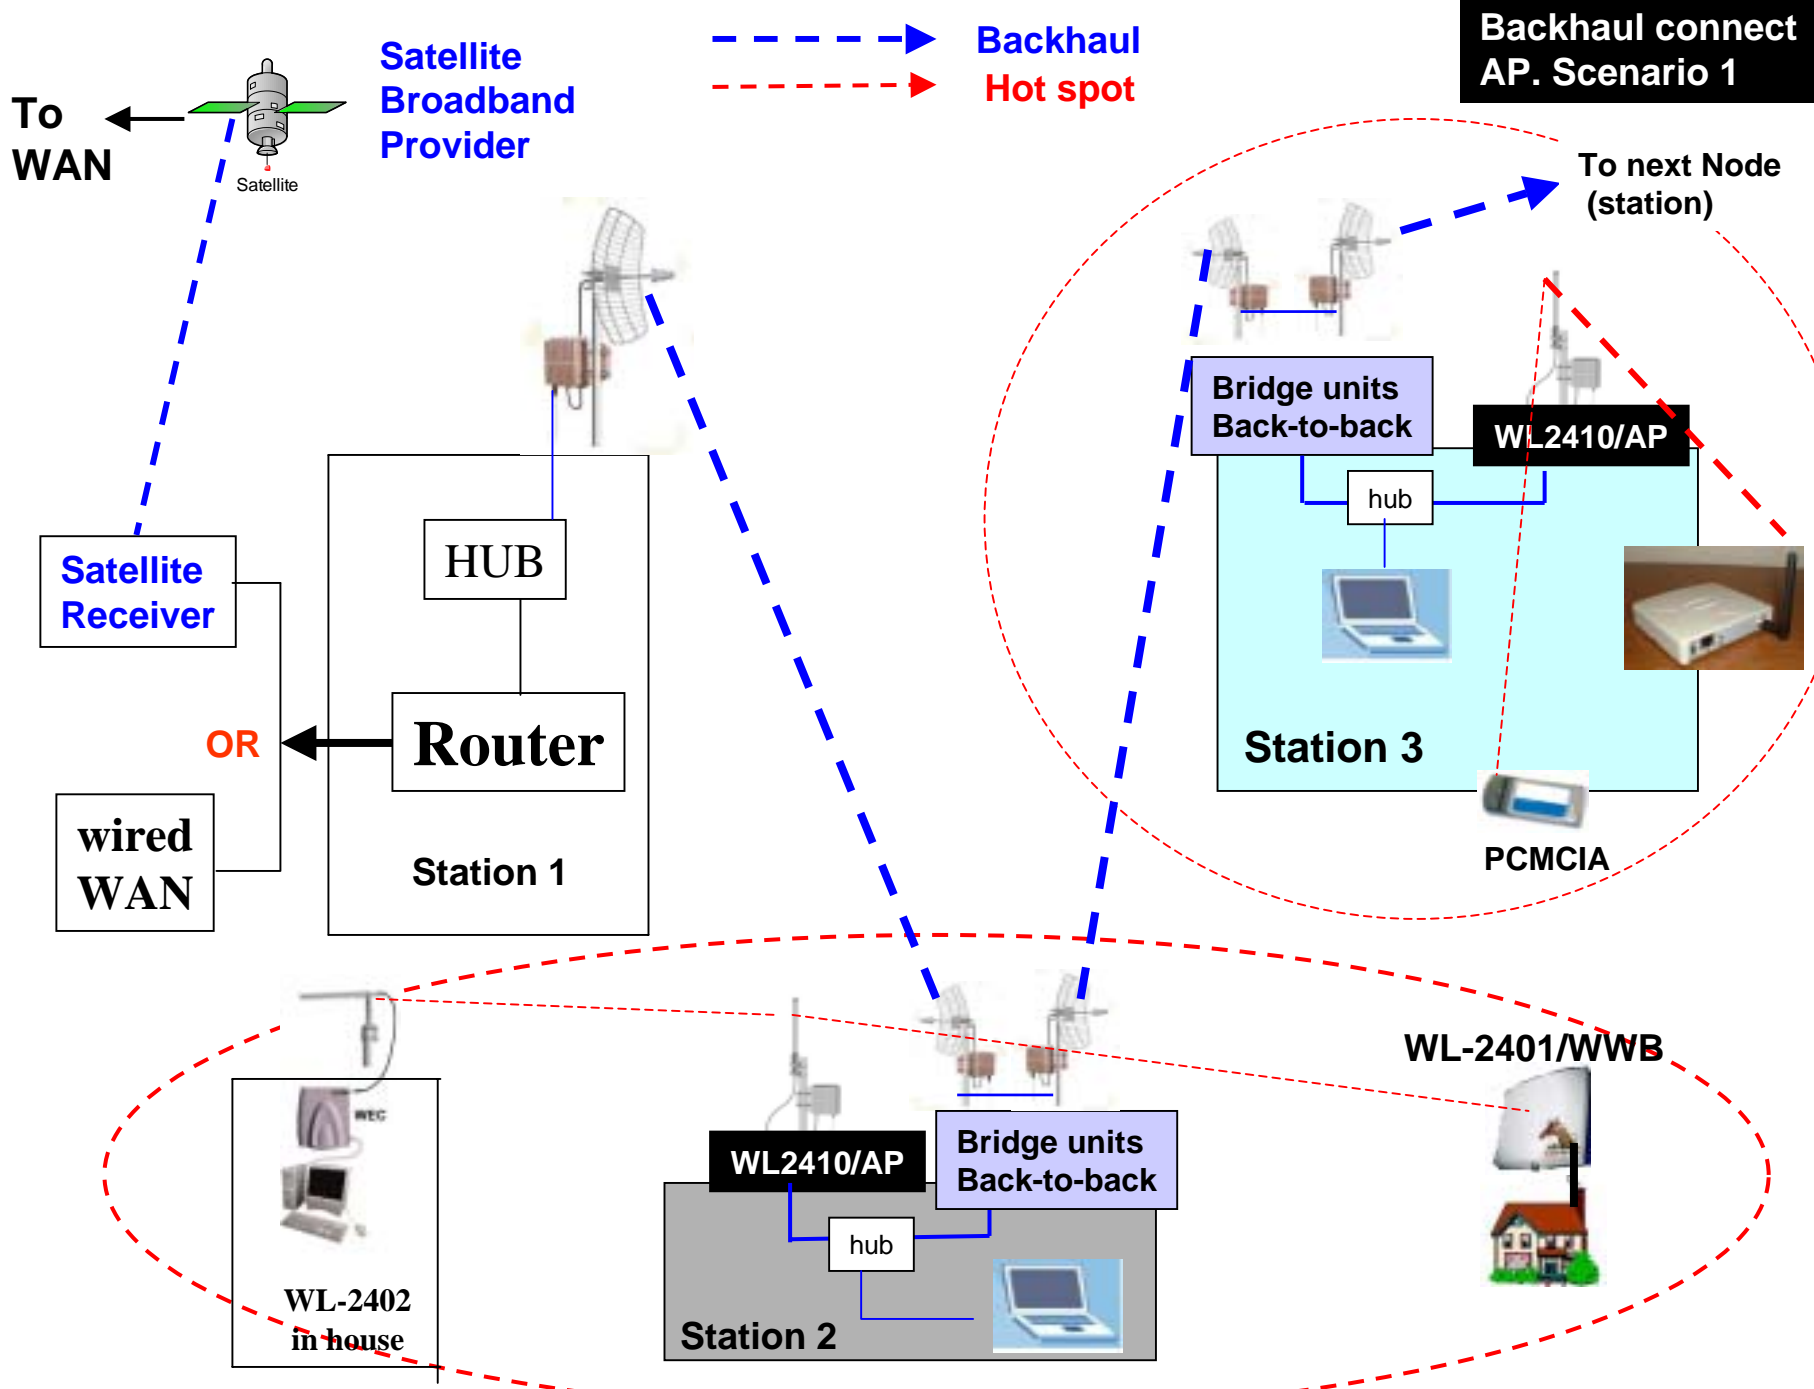 Backhaul connect
AP. Scenario 1
Backhaul
Hot spot
Satellite
Broadband
Provider
To
WAN
Satellite
To next Node
(station)
Bridge units
Back-to-back
WL2410/AP
hub
HUB
Satellite
Receiver
Router
OR
Station 3
wired
WAN
Station 1
PCMCIA
WL-2401/WWB
WEC
WL2410/AP
Bridge units
Back-to-back
hub
WL-2402
in house
Station 2